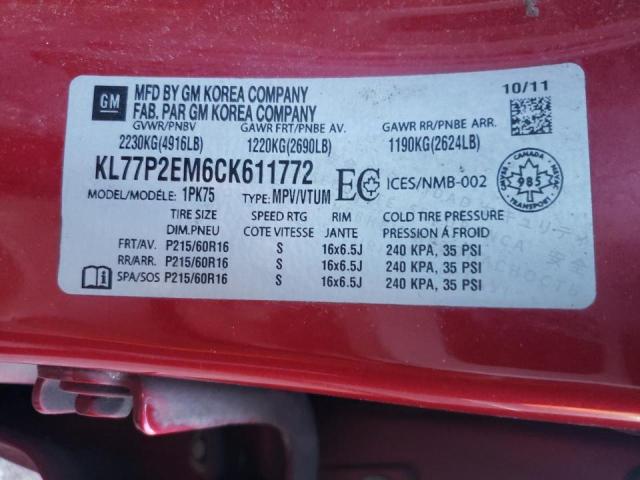 GM
MFD BY GM KOREA COMPANY
FAB. PAR GM KOREA COMPANY
10/11
GVWR/PNBV GAWR FRT/PNBE AV. GAWR RR/PNBE ARR.
2230KG(4916LB) 1220KG(2690LB) 1190KG(2624LB)
KL77P2EM6CK611772
MODEL/MODÉLE: 1PK75 TYPE: MPV/VTUM
EC ICES/NMB-002
985
TRANSPORT
TIRE SIZE SPEED RTG RIM COLD TIRE PRESSURE
DIM.PNEU COTE VITESSE JANTE PRESSION Á FROID
FRT/AV. P215/60R16 S 16x6.5J 240 KPA, 35 PSI
RR/ARR. P215/60R16 S 16x6.5J 240 KPA, 35 PSI
SPA/SOS P215/60R16 S 16x6.5J 240 KPA, 35 PSI